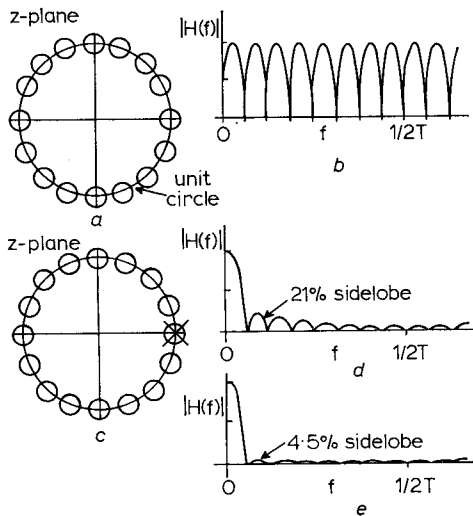 z-plane
|H(f)|
0 f 1/2T
b
unit
circle
a
z-plane
|H(f)|
21% sidelobe
0 f 1/2T
d
c
|H(f)|
4·5% sidelobe
0 f 1/2T
e